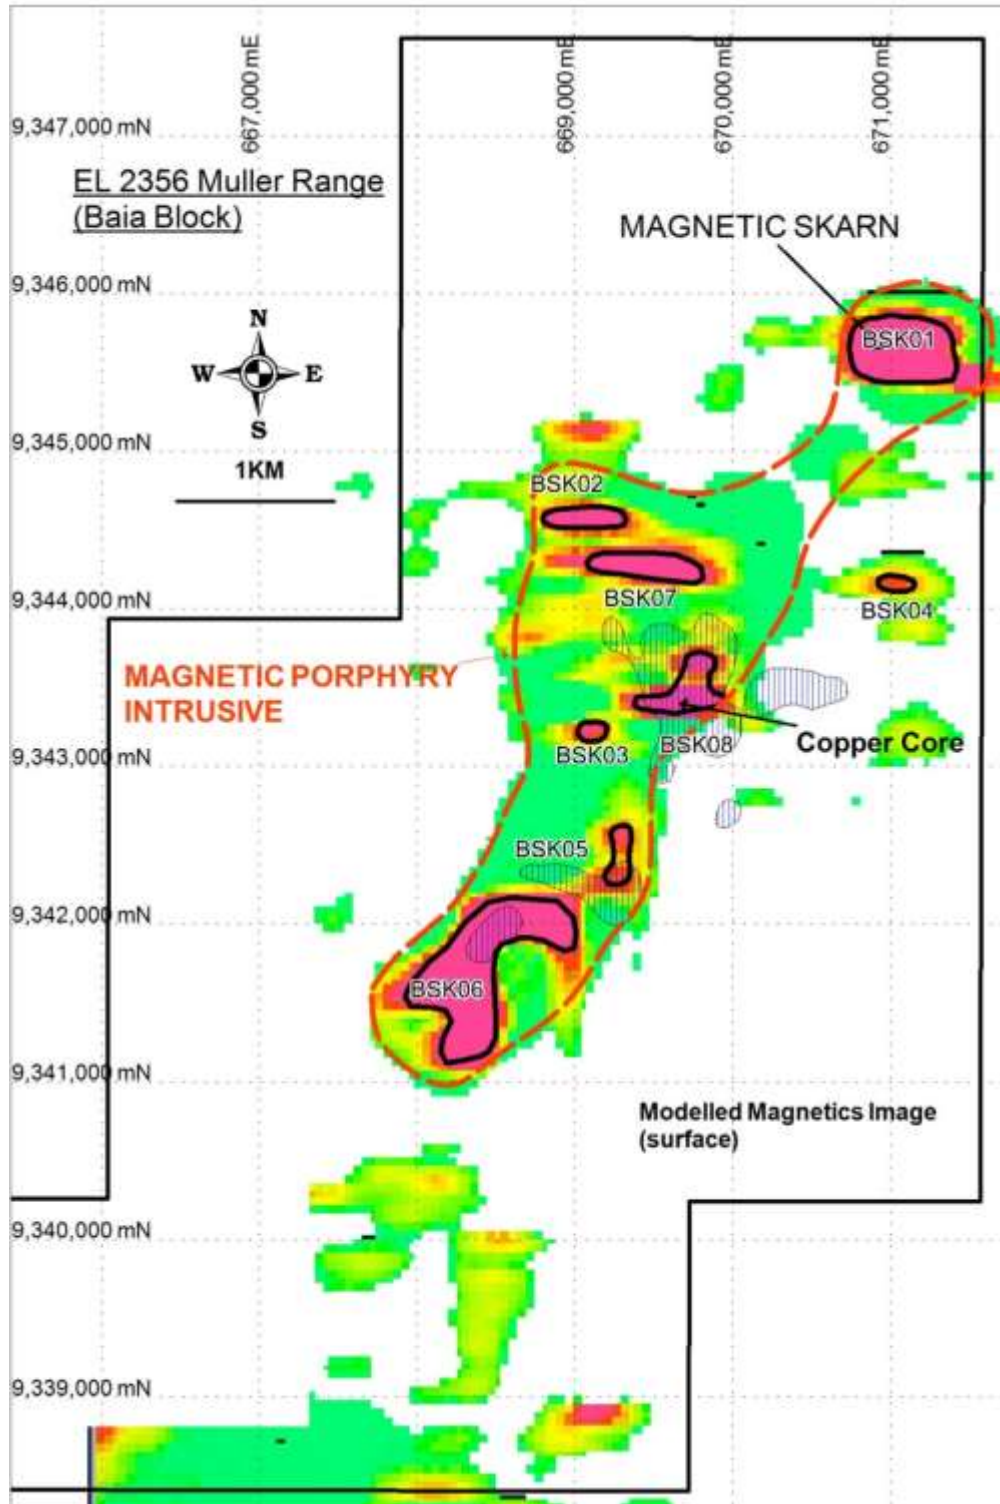 667,000 mE
669,000 mE
670,000 mE
671,000 mE
9,347,000 mN
EL 2356 Muller Range
(Baia Block)
MAGNETIC SKARN
9,346,000 mN
BSK01
N
W E
S
9,345,000 mN
1KM
BSK02
9,344,000 mN
BSK07
BSK04
MAGNETIC PORPHYRY
INTRUSIVE
9,343,000 mN
BSK03
BSK08
Copper Core
BSK05
9,342,000 mN
BSK06
9,341,000 mN
Modelled Magnetics Image
(surface)
9,340,000 mN
9,339,000 mN